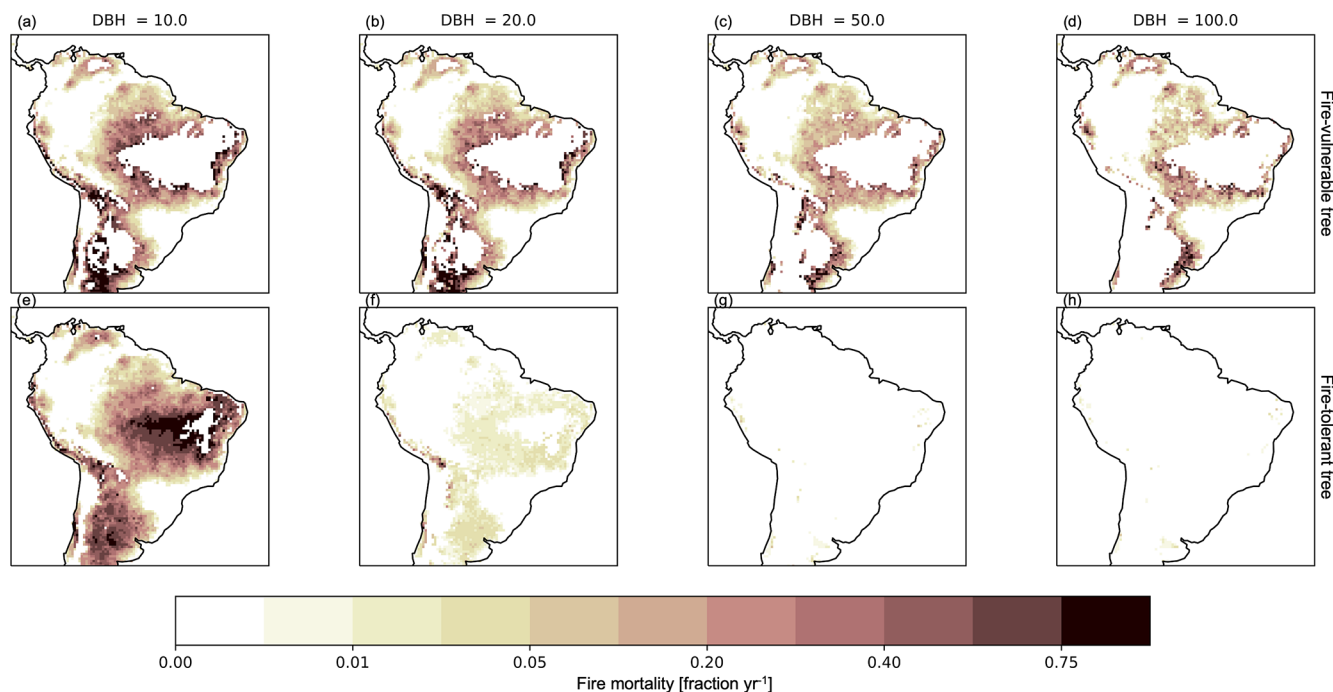 (a) DBH = 10.0 (b) DBH = 20.0 (c) DBH = 50.0 (d) DBH = 100.0
Fire-vulnerable tree
(e) (f) (g) (h)
Fire-tolerant tree
0.00 0.01 0.05 0.20 0.40 0.75
Fire mortality [fraction yr⁻¹]